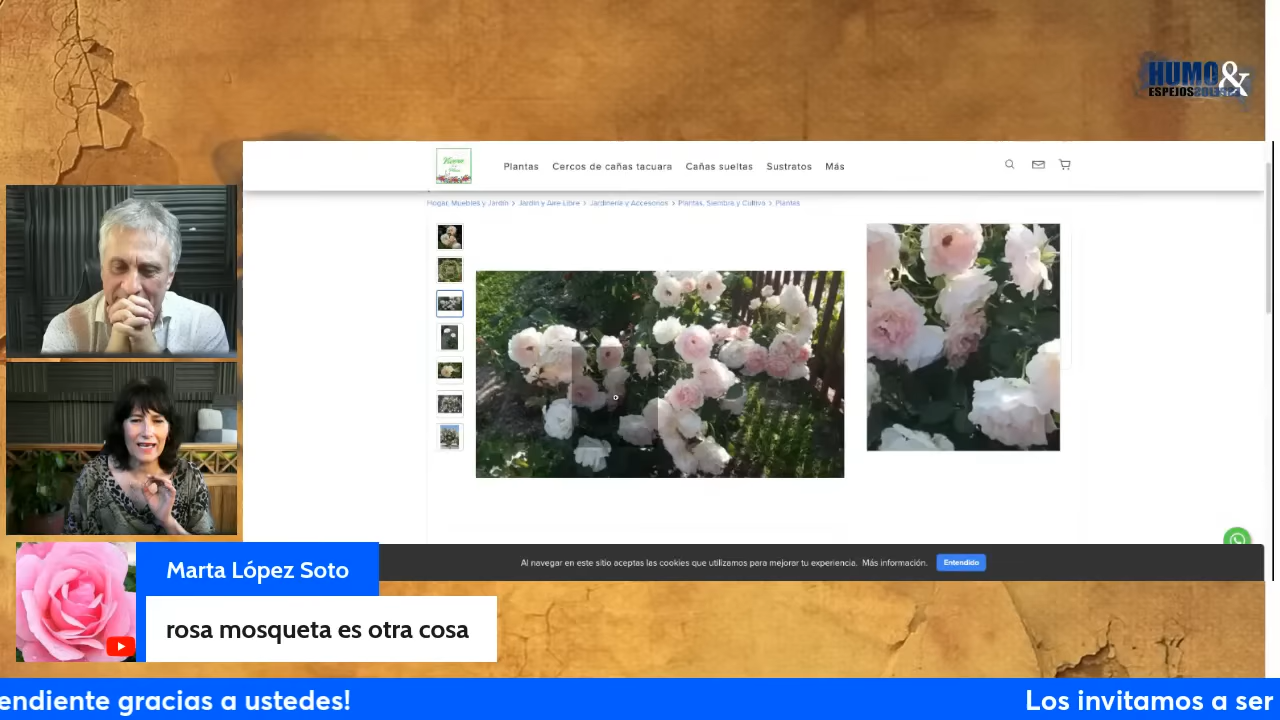 HUMO&
ESPEJOS
Plantas Cercos de cañas tacuara Cañas sueltas Sustratos Más
Hogar, Muebles y Jardín > Jardín y Aire Libre > Jardinería y Accesorios > Plantas, Siembra y Cultivo > Plantas
Al navegar en este sitio aceptas las cookies que utilizamos para mejorar tu experiencia. Más información. Entendido
Marta López Soto
rosa mosqueta es otra cosa
endiente gracias a ustedes! Los invitamos a ser